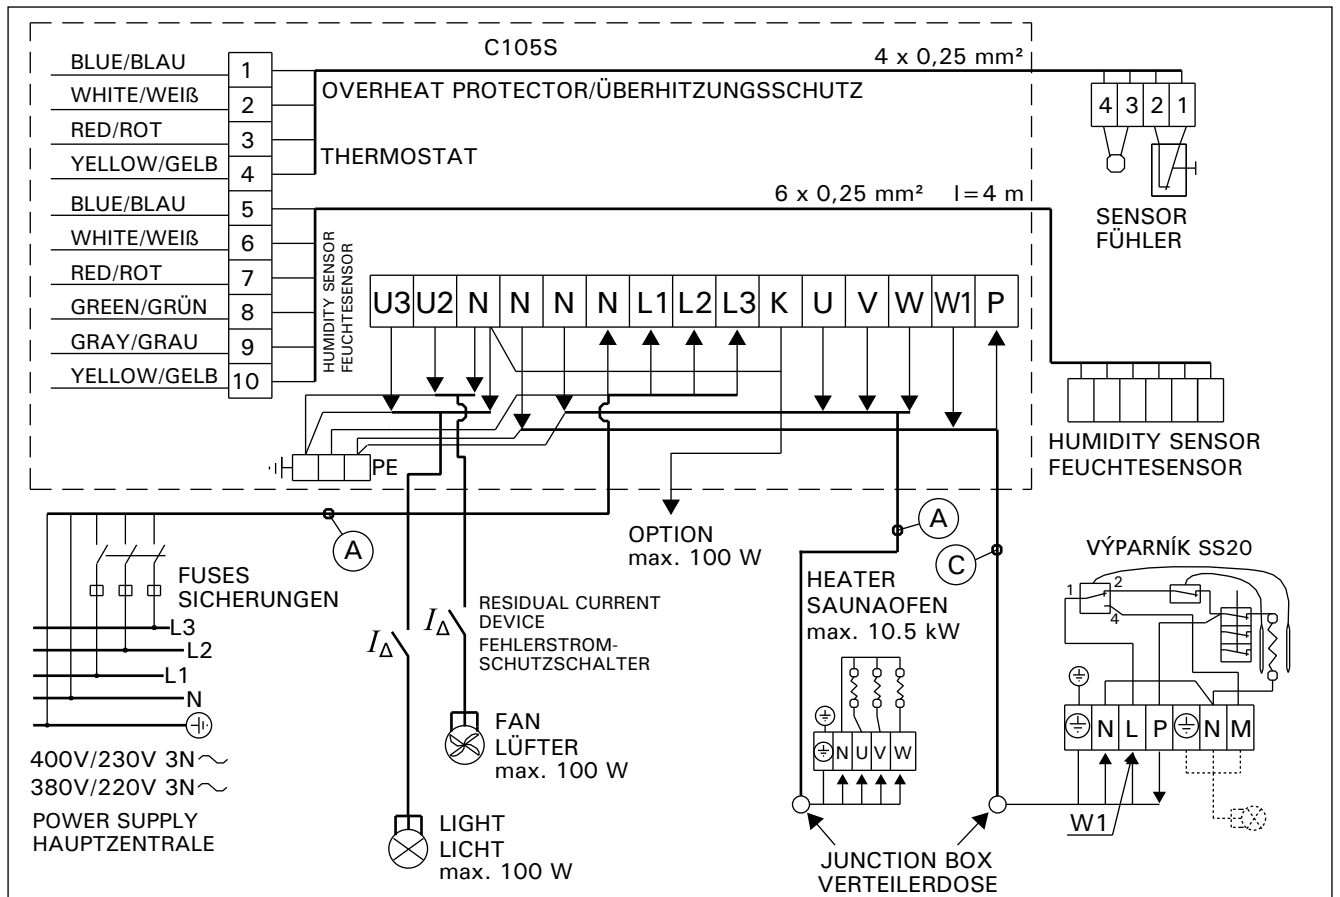 C105S
4 x 0,25 mm²
BLUE/BLAU 1
WHITE/WEIß 2
RED/ROT 3
YELLOW/GELB 4
BLUE/BLAU 5
WHITE/WEIß 6
RED/ROT 7
GREEN/GRÜN 8
GRAY/GRAU 9
YELLOW/GELB 10
OVERHEAT PROTECTOR/ÜBERHITZUNGSSCHUTZ
THERMOSTAT
4 3 2 1
SENSOR
FÜHLER
6 x 0,25 mm² l=4 m
HUMIDITY SENSOR
FEUCHTESENSOR
U3 U2 N N N N L1 L2 L3 K U V W W1 P
HUMIDITY SENSOR
FEUCHTESENSOR
PE
A
FUSES
SICHERUNGEN
L3
L2
L1
N
400V/230V 3N~
380V/220V 3N~
POWER SUPPLY
HAUPTZENTRALE
IΔ
IΔ
RESIDUAL CURRENT
DEVICE
FEHLERSTROM-
SCHUTZSCHALTER
FAN
LÜFTER
max. 100 W
LIGHT
LICHT
max. 100 W
OPTION
max. 100 W
A
C
HEATER
SAUNAOFEN
max. 10.5 kW
N U V W
JUNCTION BOX
VERTEILERDOSE
VÝPARNÍK SS20
1 2
4
N L P N M
W1